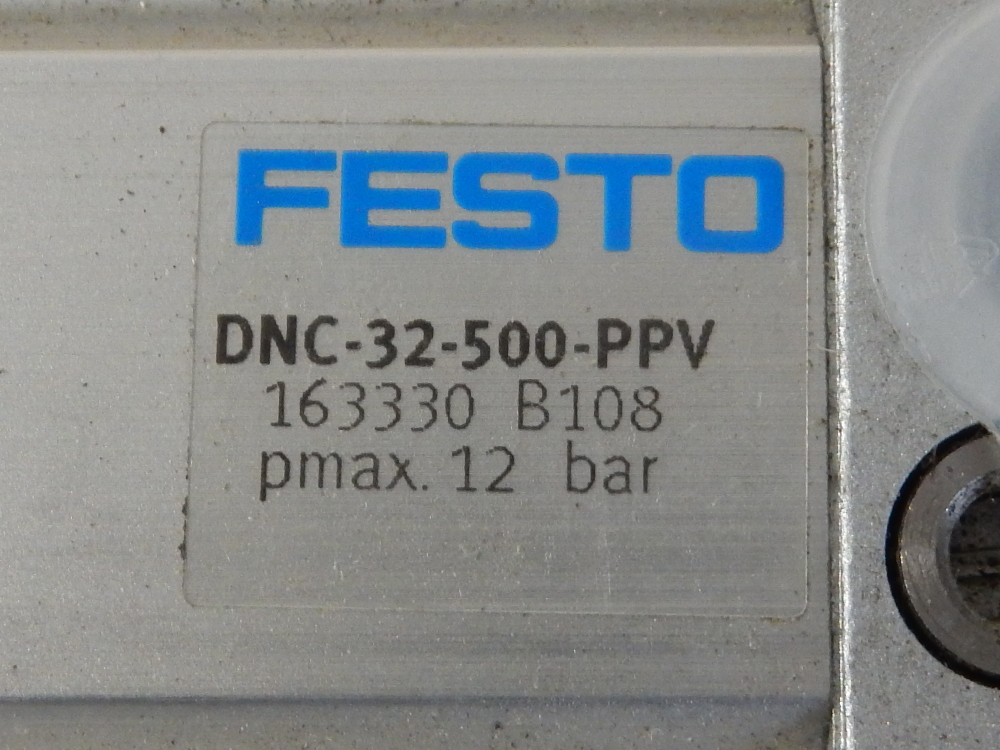 FESTO
DNC-32-500-PPV
163330 B108
pmax. 12 bar